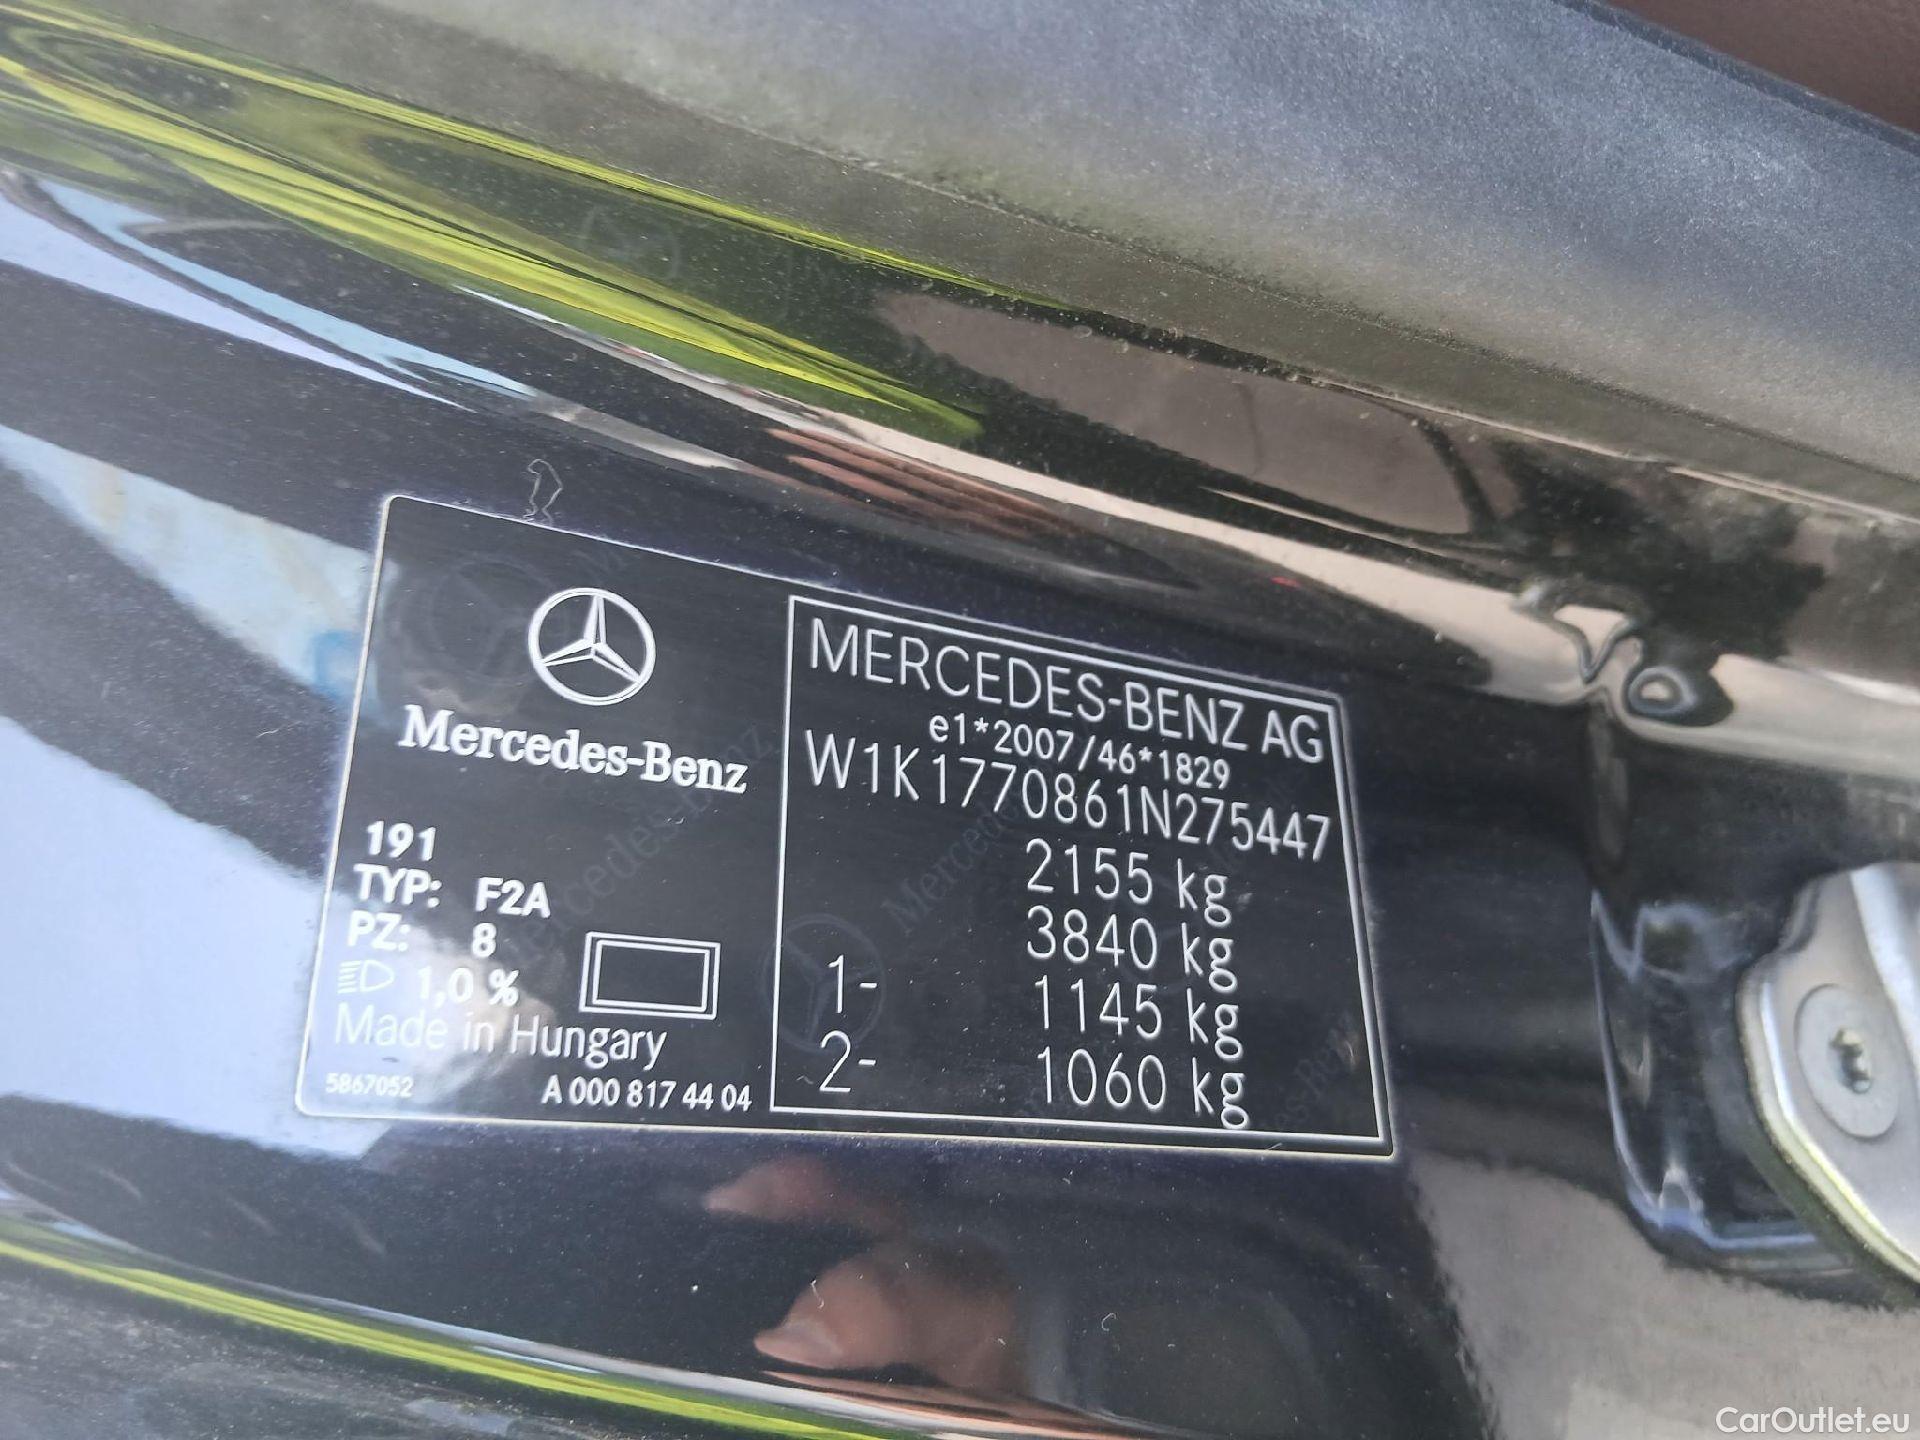 Mercedes-Benz
191
TYP: F2A
PZ: 8
1,0 %
Made in Hungary
5867052 A 000 817 44 04
MERCEDES-BENZ AG
e1*2007/46*1829
W1K1770861N275447
2155 kg
3840 kg
1- 1145 kg
2- 1060 kg
CarOutlet.eu